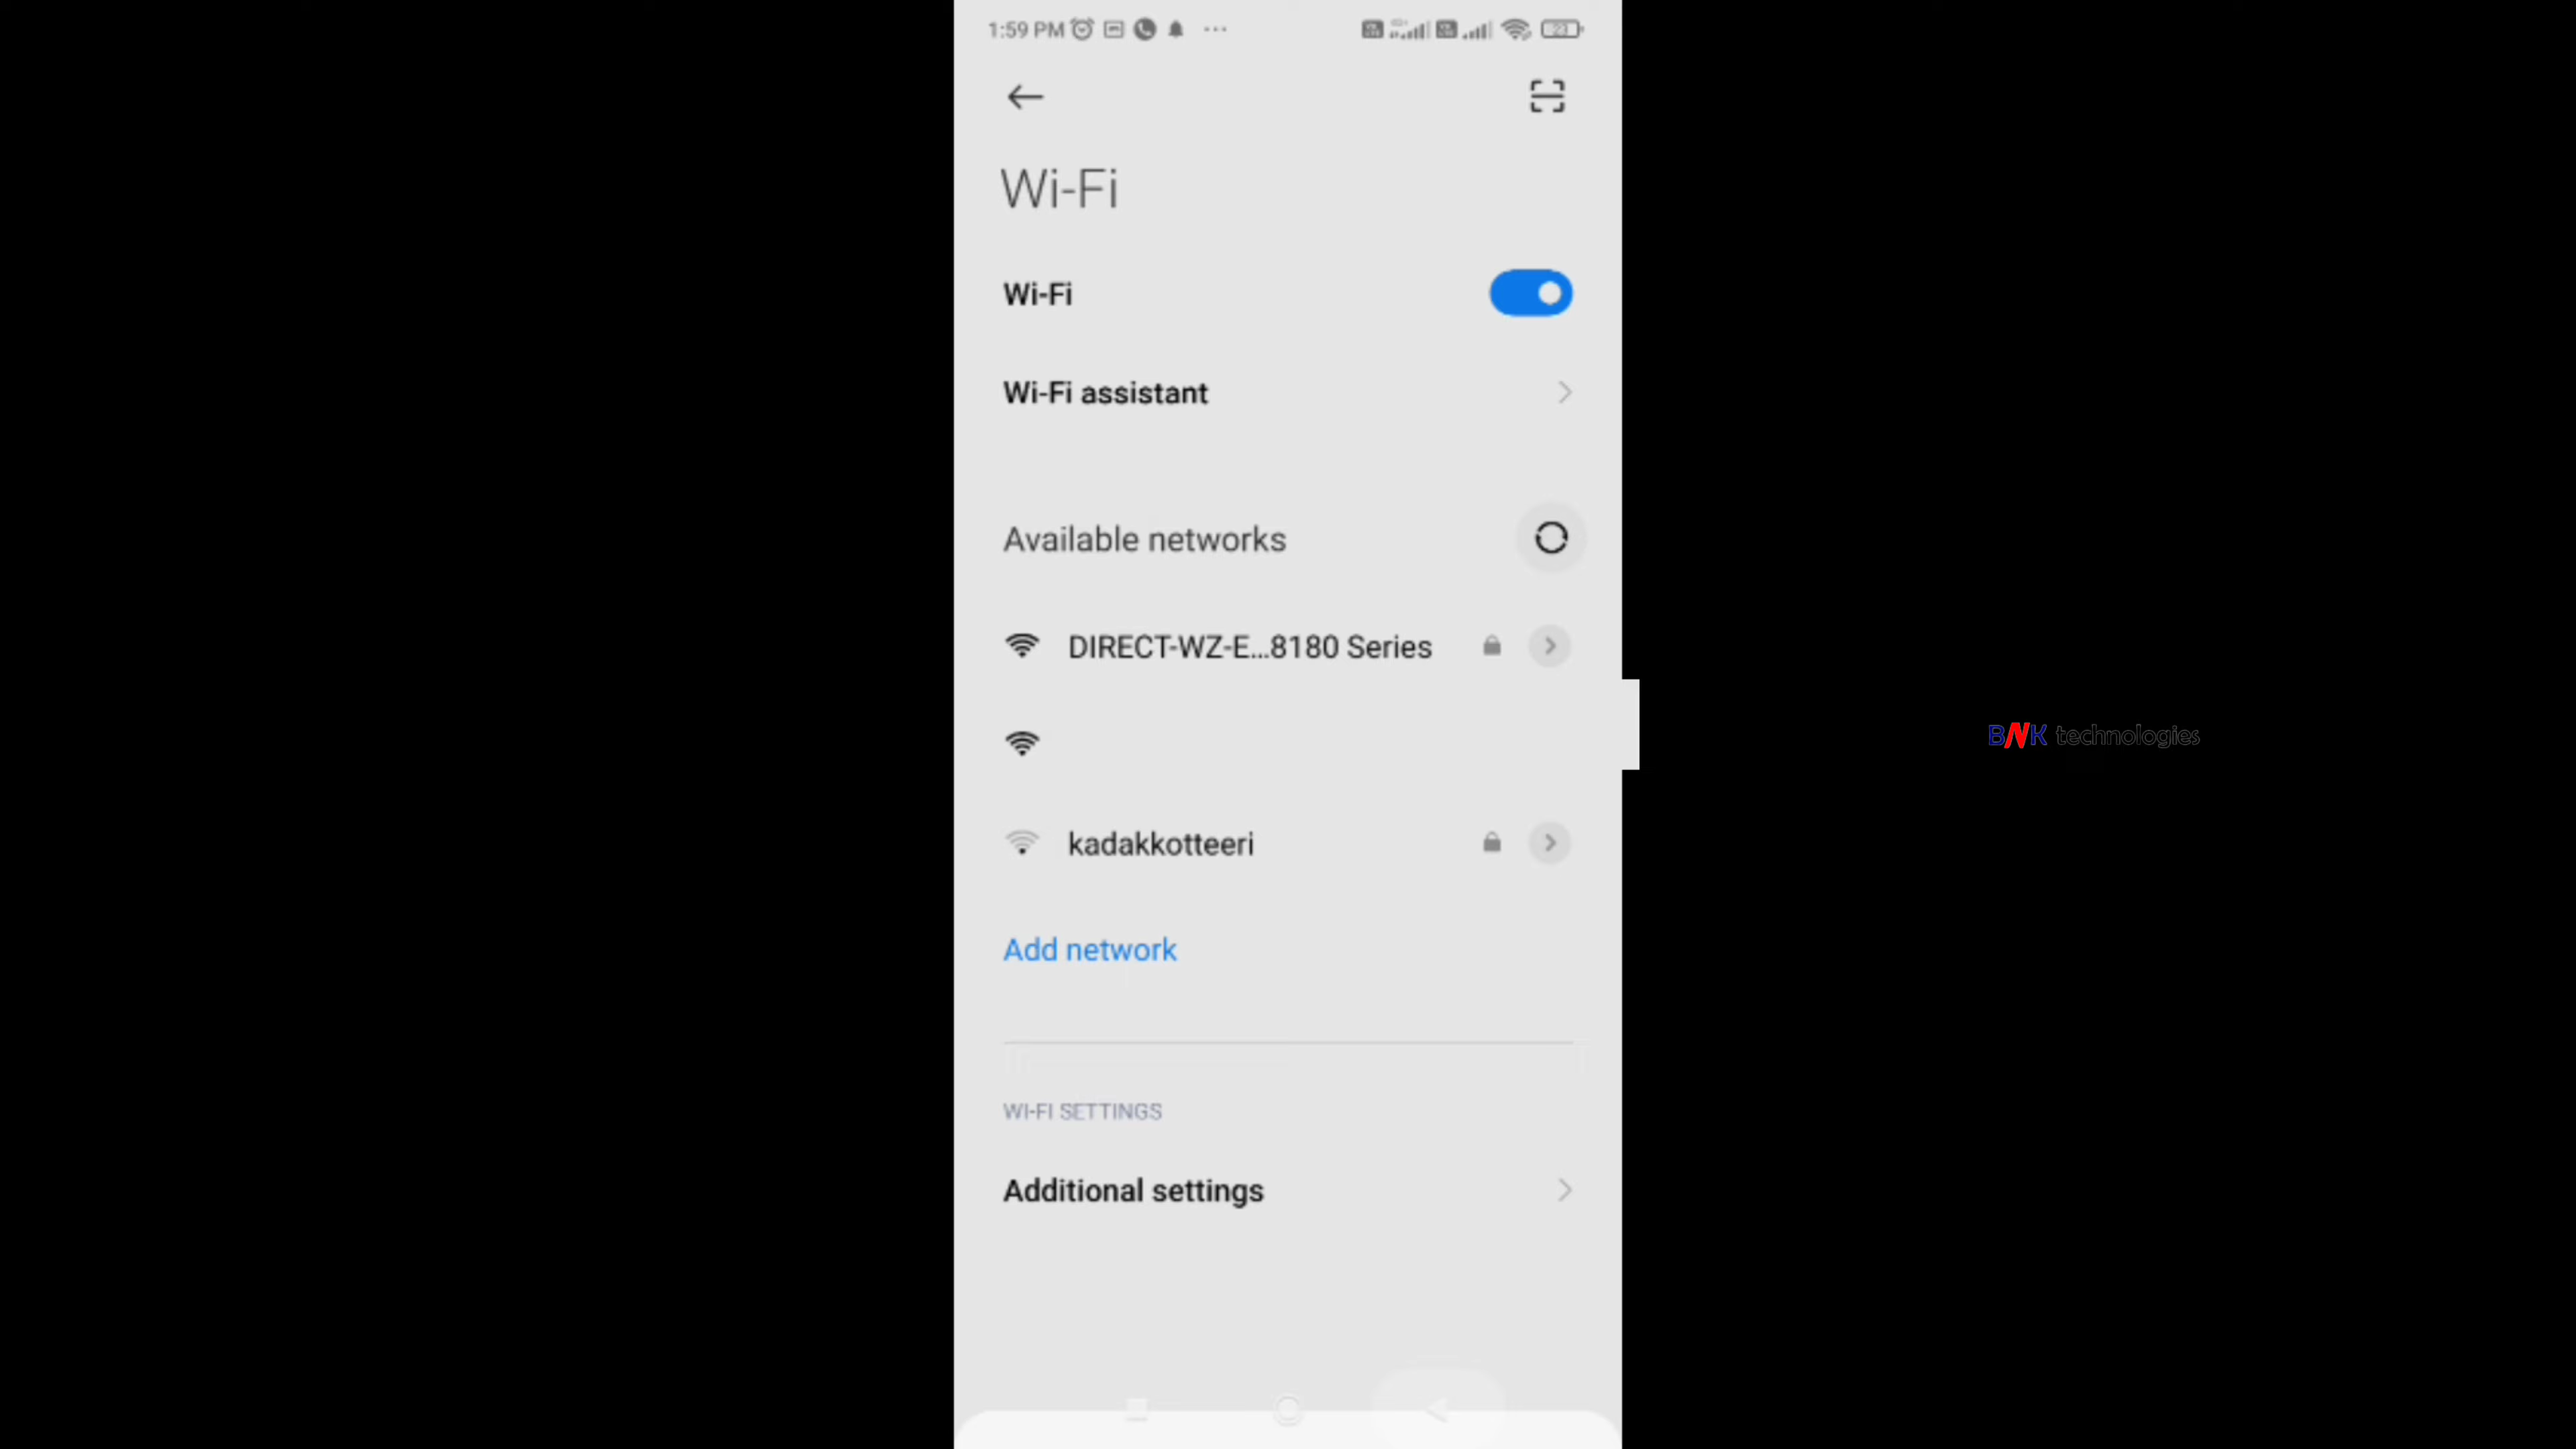 1:59 PM
23
Wi-Fi
Wi-Fi
Wi-Fi assistant
Available networks
DIRECT-WZ-E...8180 Series
kadakkotteeri
Add network
WI-FI SETTINGS
Additional settings
BNK technologies